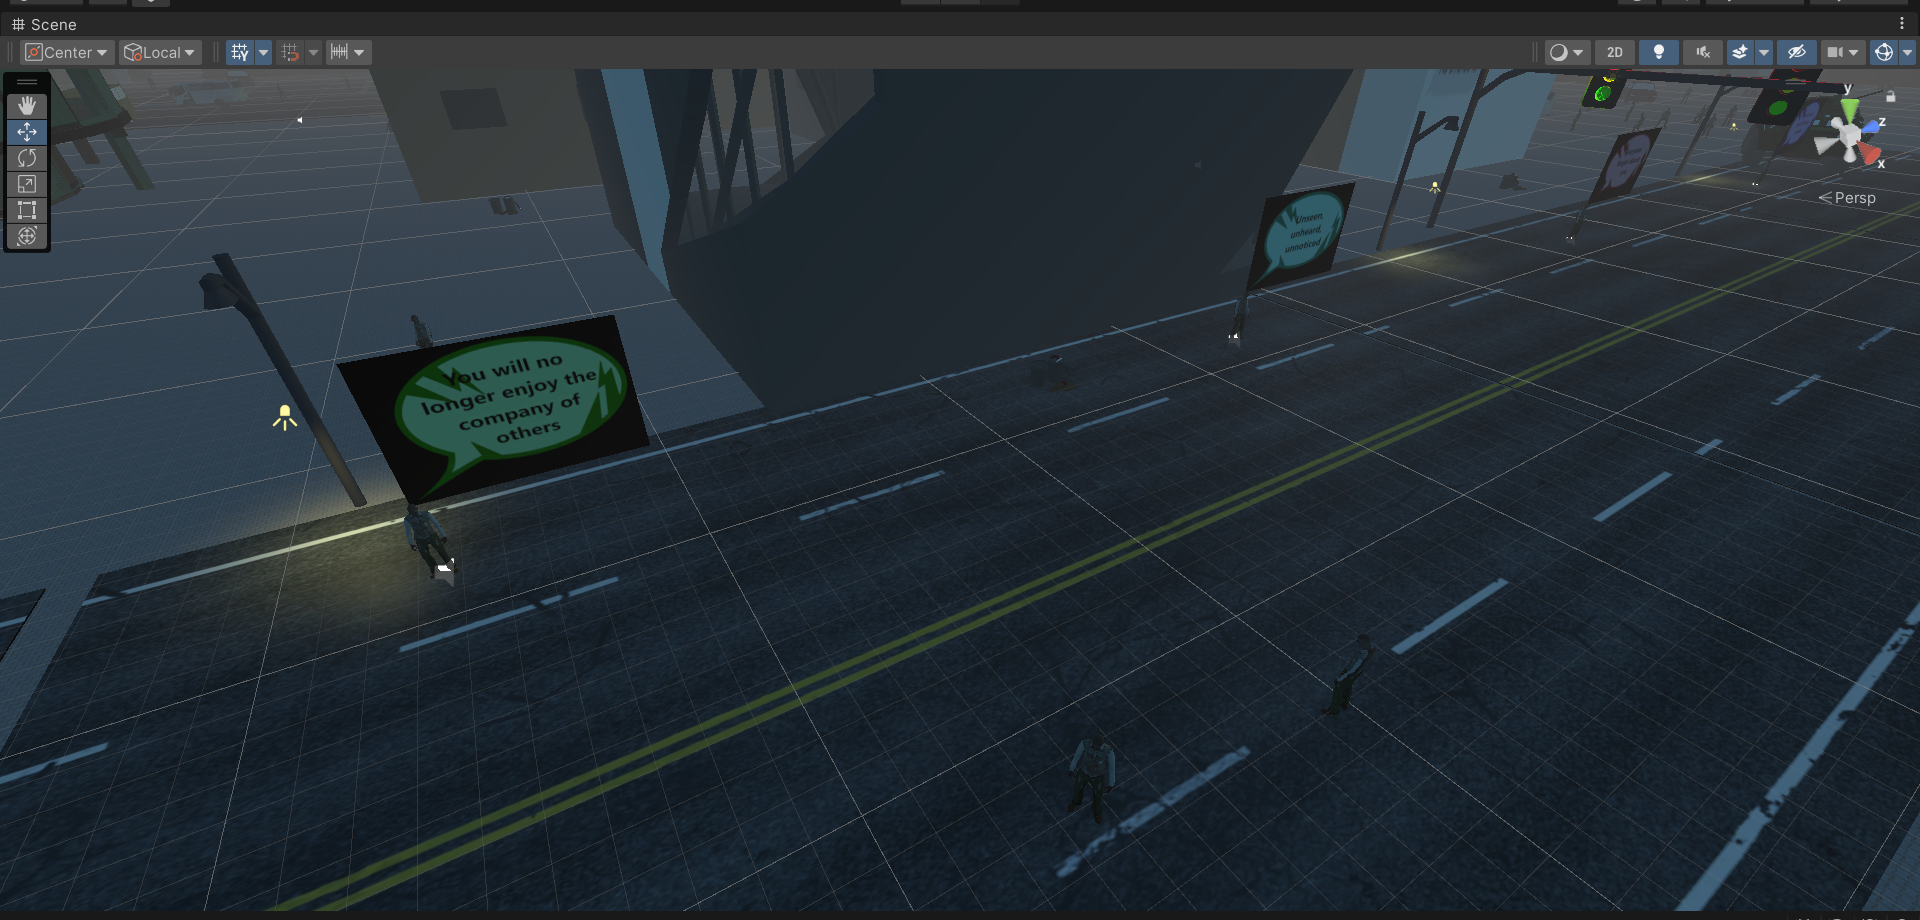 Scene
Center
Local
2D
y
z
x
Persp
You will no
longer enjoy the
company of
others
Unseen,
unheard,
unnoticed